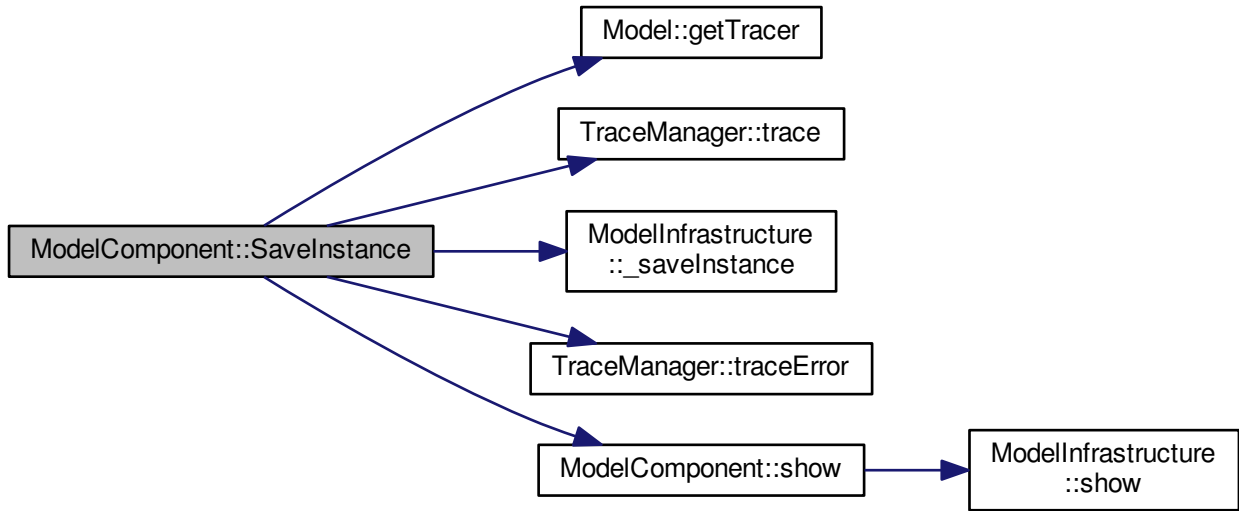 Model::getTracer
TraceManager::trace
ModelComponent::SaveInstance
ModelInfrastructure
::_saveInstance
TraceManager::traceError
ModelComponent::show
ModelInfrastructure
::show